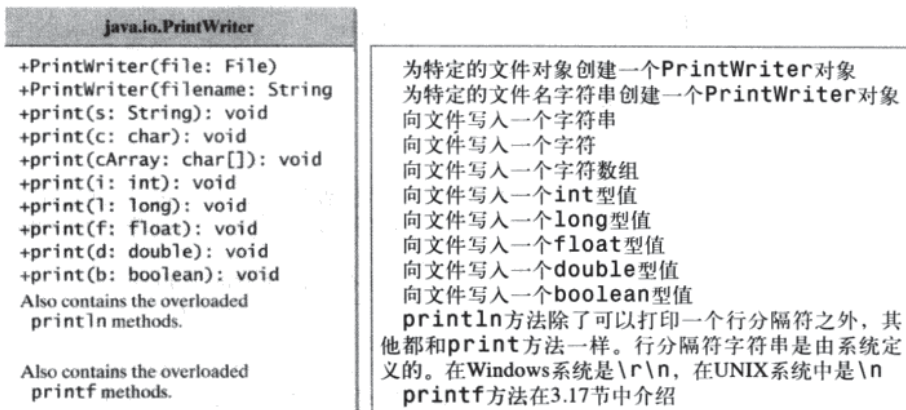 java.io.PrintWriter
+PrintWriter(file: File)
+PrintWriter(filename: String
+print(s: String): void
+print(c: char): void
+print(cArray: char[]): void
+print(i: int): void
+print(l: long): void
+print(f: float): void
+print(d: double): void
+print(b: boolean): void
Also contains the overloaded
println methods.
Also contains the overloaded
printf methods.
为特定的文件对象创建一个PrintWriter对象
为特定的文件名字符串创建一个PrintWriter对象
向文件写入一个字符串
向文件写入一个字符
向文件写入一个字符数组
向文件写入一个int型值
向文件写入一个long型值
向文件写入一个float型值
向文件写入一个double型值
向文件写入一个boolean型值
println方法除了可以打印一个行分隔符之外，其
他都和print方法一样。行分隔符字符串是由系统定
义的。在Windows系统是\r\n，在UNIX系统中是\n
printf方法在3.17节中介绍